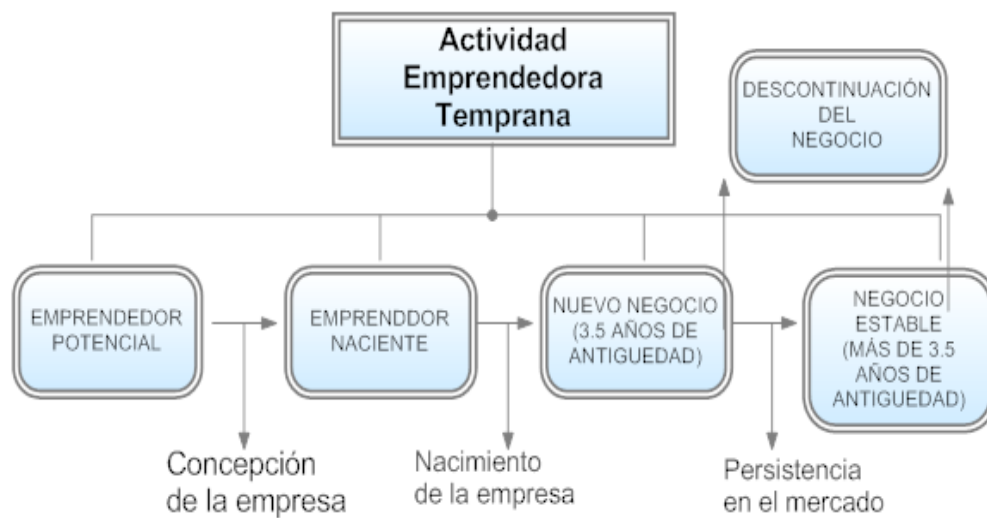 Actividad
Emprendedora
Temprana
DESCONTINUACIÓN
DEL
NEGOCIO
EMPRENDEDOR
POTENCIAL
EMPRENDDOR
NACIENTE
NUEVO NEGOCIO
(3.5 AÑOS DE
ANTIGUEDAD)
NEGOCIO
ESTABLE
(MÁS DE 3.5
AÑOS DE
ANTIGUEDAD)
Concepción
de la empresa
Nacimiento
de la empresa
Persistencia
en el mercado